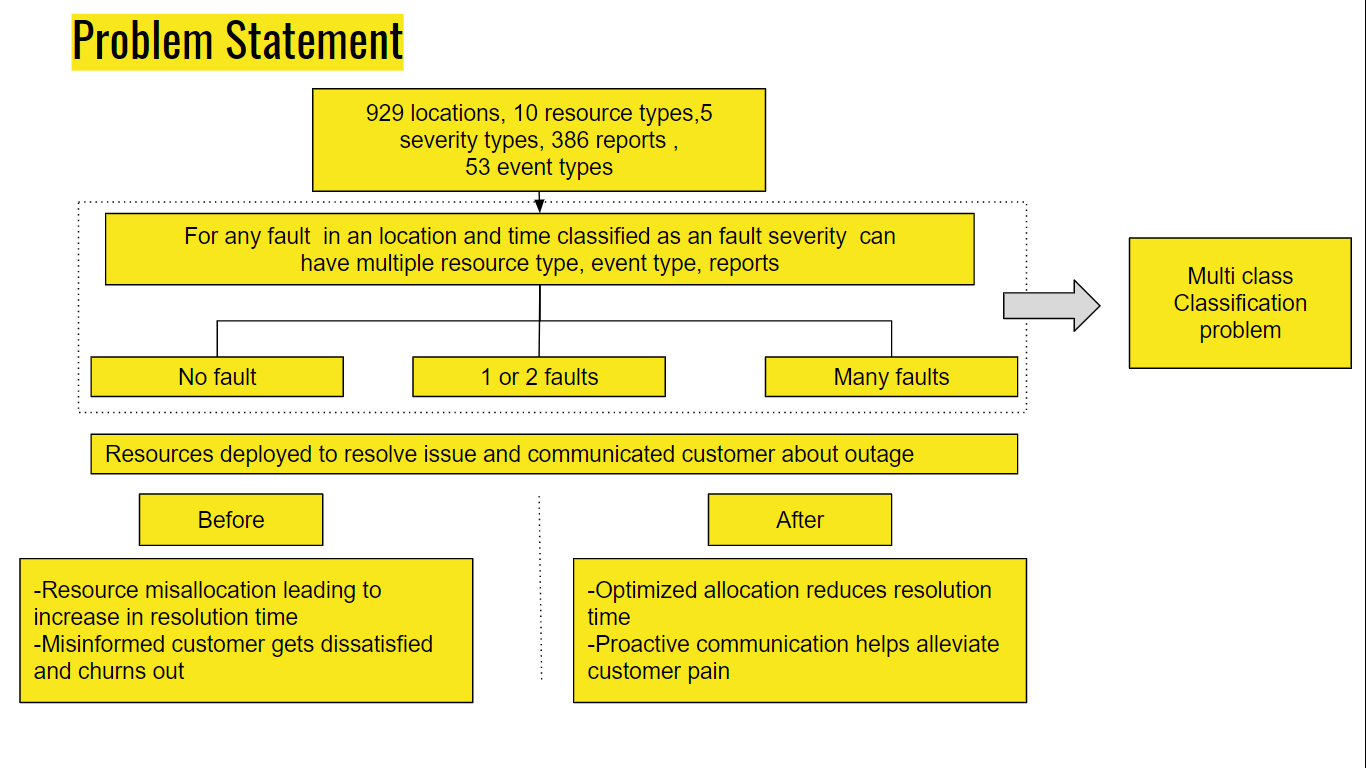 Problem Statement
929 locations, 10 resource types,5
severity types, 386 reports ,
53 event types
For any fault  in an location and time classified as an fault severity  can
have multiple resource type, event type, reports
Multi class
Classification
problem
No fault
1 or 2 faults
Many faults
Resources deployed to resolve issue and communicated customer about outage
Before
After
-Resource misallocation leading to
increase in resolution time
-Misinformed customer gets dissatisfied
and churns out
-Optimized allocation reduces resolution
time
-Proactive communication helps alleviate
customer pain